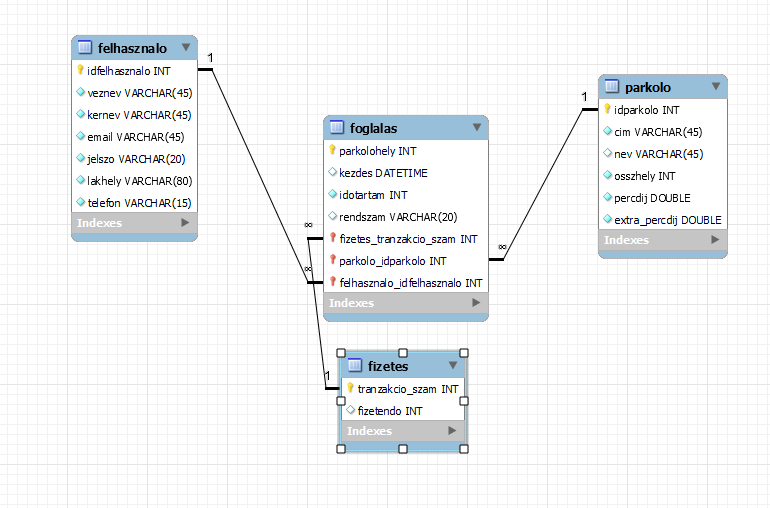 felhasznalo
idfelhasznalo INT
veznev VARCHAR(45)
kernev VARCHAR(45)
email VARCHAR(45)
jelszo VARCHAR(20)
lakhely VARCHAR(80)
telefon VARCHAR(15)
Indexes
1
∞
∞
foglalas
parkolohely INT
kezdes DATETIME
idotartam INT
rendszam VARCHAR(20)
fizetes_tranzakcio_szam INT
parkolo_idparkolo INT
felhasznalo_idfelhasznalo INT
Indexes
∞
1
parkolo
idparkolo INT
cim VARCHAR(45)
nev VARCHAR(45)
osszhely INT
percdij DOUBLE
extra_percdij DOUBLE
Indexes
1
fizetes
tranzakcio_szam INT
fizetendo INT
Indexes